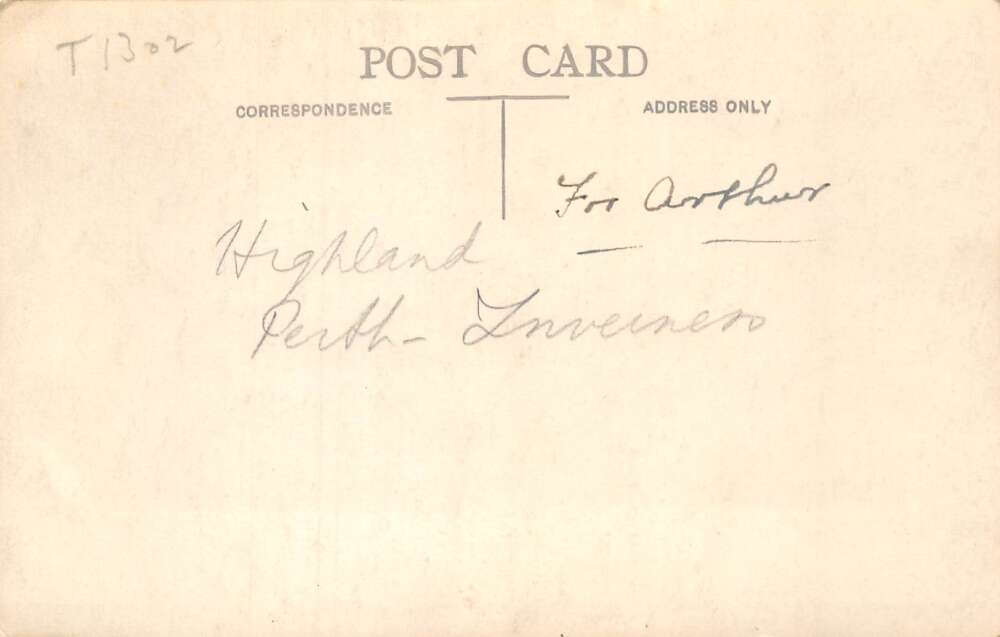 T1302
POST CARD
CORRESPONDENCE
ADDRESS ONLY
For Arthur
Highland
Perth - Inverness